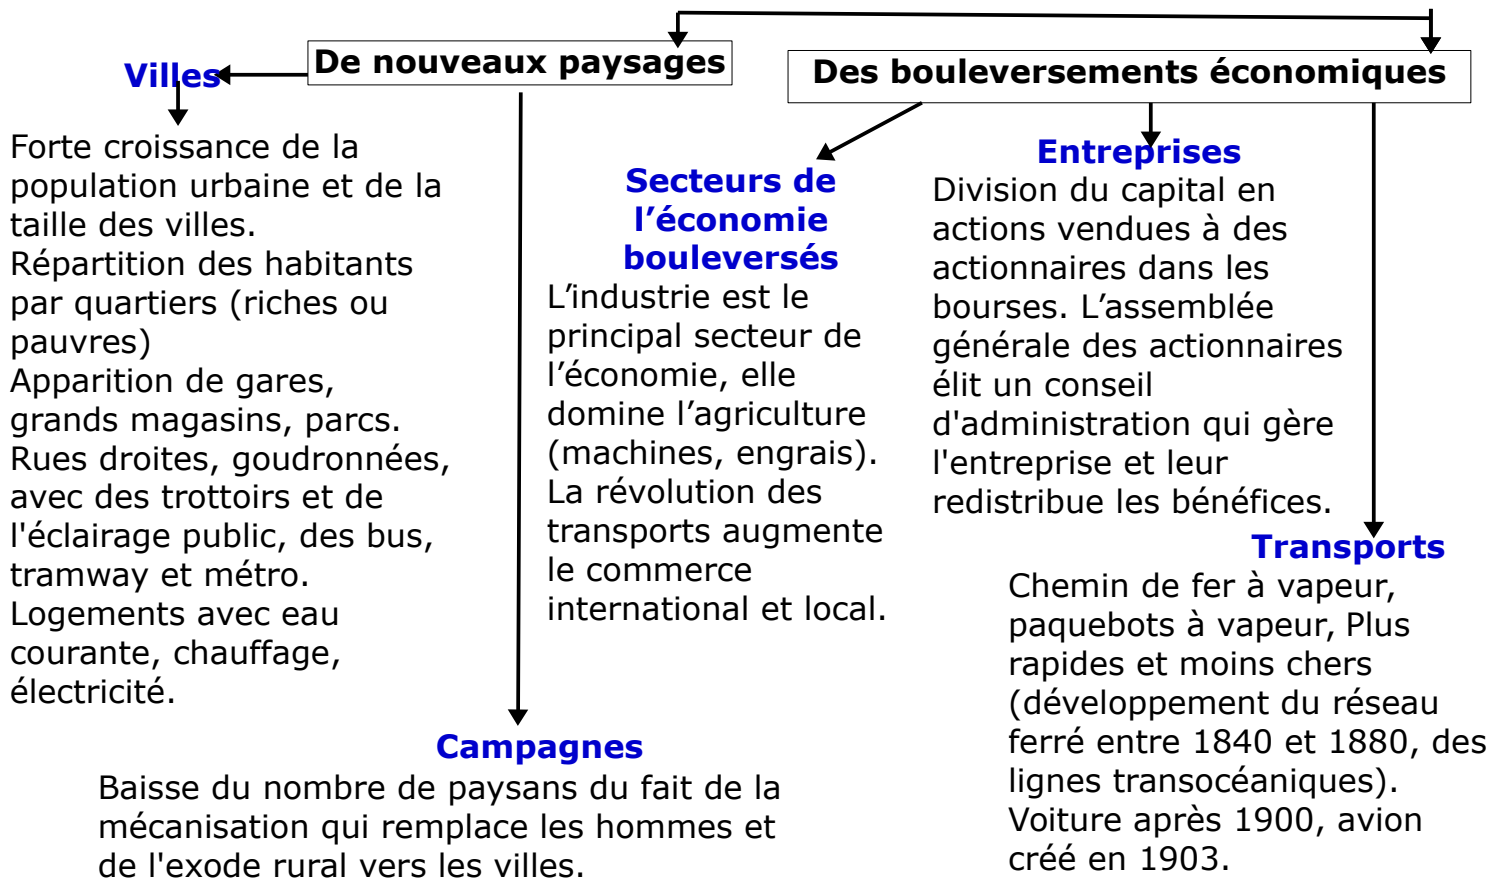 De nouveaux paysages
Villes
Forte croissance de la
population urbaine et de la
taille des villes.
Répartition des habitants
par quartiers (riches ou
pauvres)
Apparition de gares,
grands magasins, parcs.
Rues droites, goudronnées,
avec des trottoirs et de
l'éclairage public, des bus,
tramway et métro.
Logements avec eau
courante, chauffage,
électricité.
Campagnes
Baisse du nombre de paysans du fait de la
mécanisation qui remplace les hommes et
de l'exode rural vers les villes.
Des bouleversements économiques
Secteurs de
l’économie
bouleversés
L’industrie est le
principal secteur de
l’économie, elle
domine l’agriculture
(machines, engrais).
La révolution des
transports augmente
le commerce
international et local.
Entreprises
Division du capital en
actions vendues à des
actionnaires dans les
bourses. L’assemblée
générale des actionnaires
élit un conseil
d'administration qui gère
l'entreprise et leur
redistribue les bénéfices.
Transports
Chemin de fer à vapeur,
paquebots à vapeur, Plus
rapides et moins chers
(développement du réseau
ferré entre 1840 et 1880, des
lignes transocéaniques).
Voiture après 1900, avion
créé en 1903.